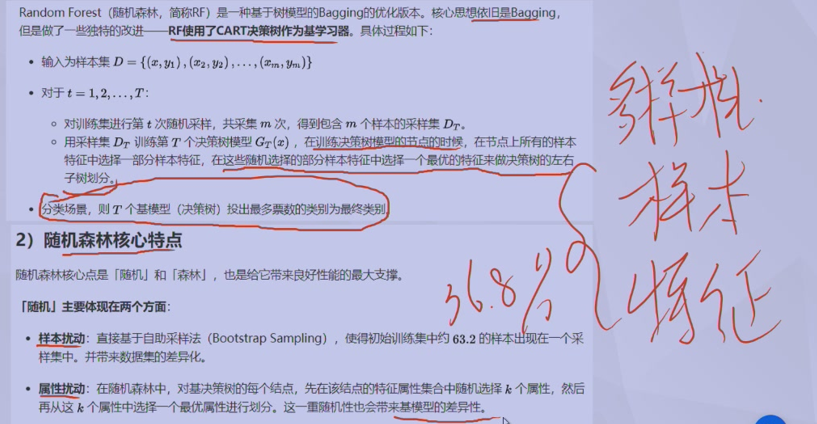 Random Forest（随机森林，简称RF）是一种基于树模型的Bagging的优化版本。核心思想依旧是Bagging，
但是做了一些独特的改进——RF使用了CART决策树作为基学习器。具体过程如下：
• 输入为样本集 D = {(x, y₁), (x₂, y₂), . . . , (xₘ, yₘ)}
• 对于 t = 1, 2, . . . , T：
◦ 对训练集进行第 t 次随机采样，共采集 m 次，得到包含 m 个样本的采样集 D_T。
◦ 用采样集 D_T 训练第 T 个决策树模型 G_T(x)，在训练决策树模型的节点的时候，在节点上所有的样本
特征中选择一部分样本特征，在这些随机选择的部分样本特征中选择一个最优的特征来做决策树的左右
子树划分。
• 分类场景，则 T 个基模型（决策树）投出最多票数的类别为最终类别。
2）随机森林核心特点
随机森林核心点是「随机」和「森林」，也是给它带来良好性能的最大支撑。
「随机」主要体现在两个方面：
• 样本扰动：直接基于自助采样法（Bootstrap Sampling），使得初始训练集中约 63.2 的样本出现在一个采
样集中。并带来数据集的差异化。
• 属性扰动：在随机森林中，对基决策树的每个结点，先在该结点的特征属性集合中随机选择 k 个属性，然后
再从这 k 个属性中选择一个最优属性进行划分。这一重随机性也会带来基模型的差异性。
多样性
样本
特征
36.8%